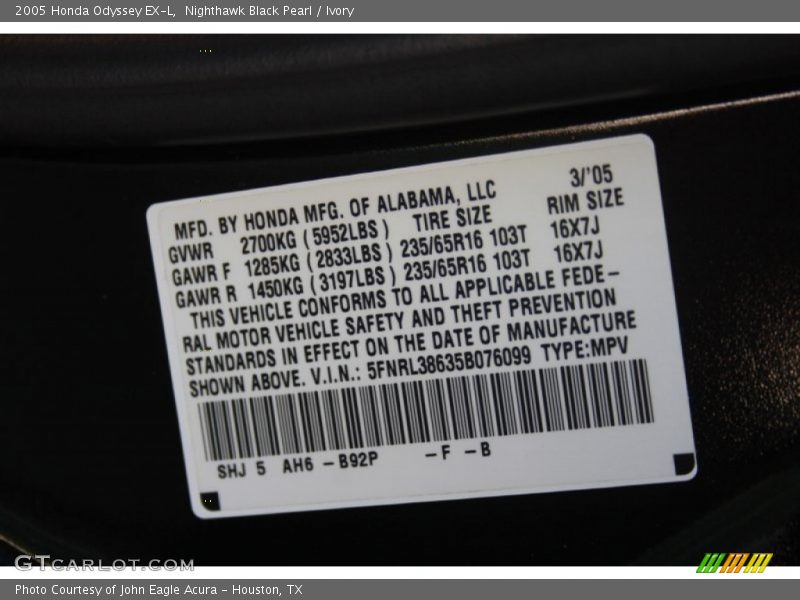 2005 Honda Odyssey EX-L, Nighthawk Black Pearl / Ivory
MFD. BY HONDA MFG. OF ALABAMA, LLC 3/'05
GVWR 2700KG (5952LBS) TIRE SIZE RIM SIZE
GAWR F 1285KG (2833LBS) 235/65R16 103T 16X7J
GAWR R 1450KG (3197LBS) 235/65R16 103T 16X7J
THIS VEHICLE CONFORMS TO ALL APPLICABLE FEDE-
RAL MOTOR VEHICLE SAFETY AND THEFT PREVENTION
STANDARDS IN EFFECT ON THE DATE OF MANUFACTURE
SHOWN ABOVE. V.I.N.: 5FNRL38635B076099 TYPE:MPV
SHJ 5 AH6 -B92P -F -B
GTcarlot.com
Photo Courtesy of John Eagle Acura - Houston, TX